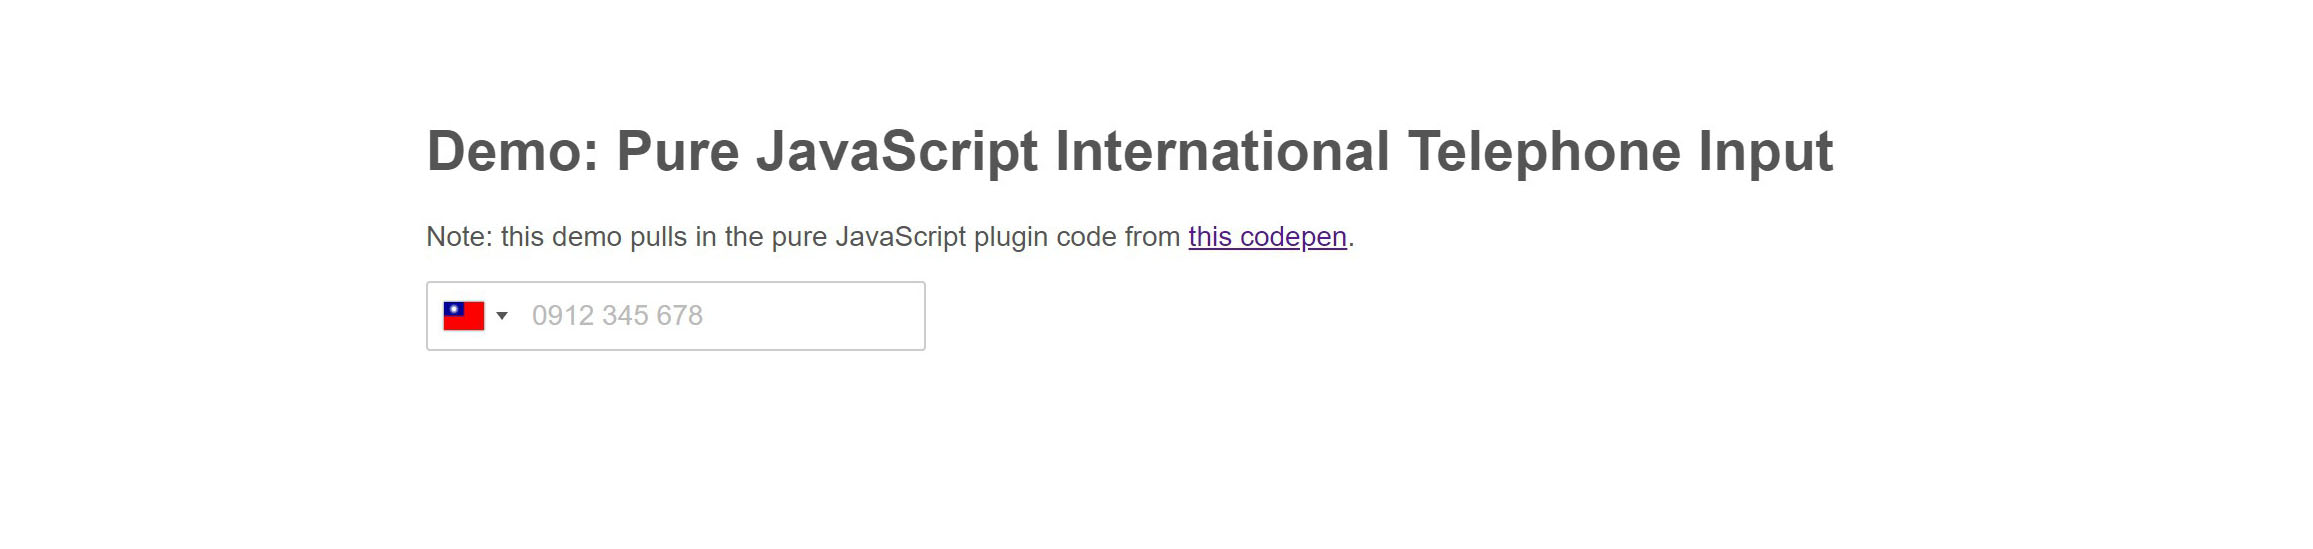 Demo: Pure JavaScript International Telephone Input
Note: this demo pulls in the pure JavaScript plugin code from this codepen.
0912 345 678